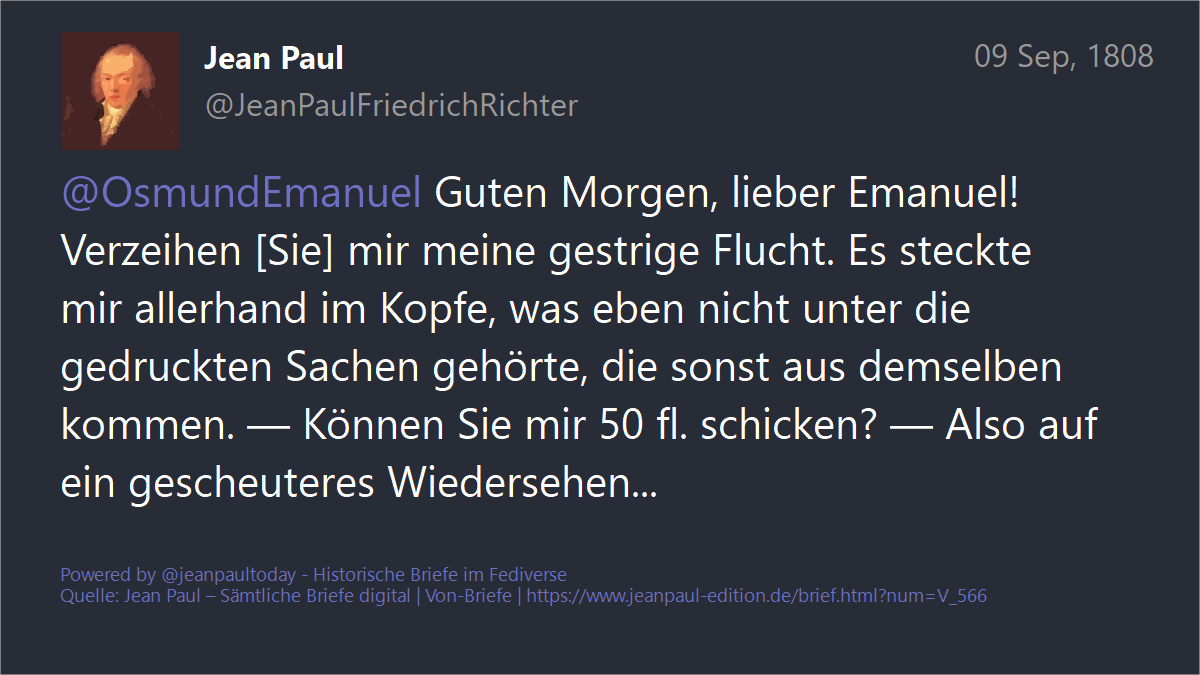 Jean Paul
09 Sep, 1808
@JeanPaulFriedrichRichter
@OsmundEmanuel Guten Morgen, lieber Emanuel!
Verzeihen [Sie] mir meine gestrige Flucht. Es steckte
mir allerhand im Kopfe, was eben nicht unter die
gedruckten Sachen gehörte, die sonst aus demselben
kommen. — Können Sie mir 50 fl. schicken? — Also auf
ein gescheuteres Wiedersehen...
Powered by @jeanpaultoday - Historische Briefe im Fediverse
Quelle: Jean Paul – Sämtliche Briefe digital | Von-Briefe | https://www.jeanpaul-edition.de/brief.html?num=V_566